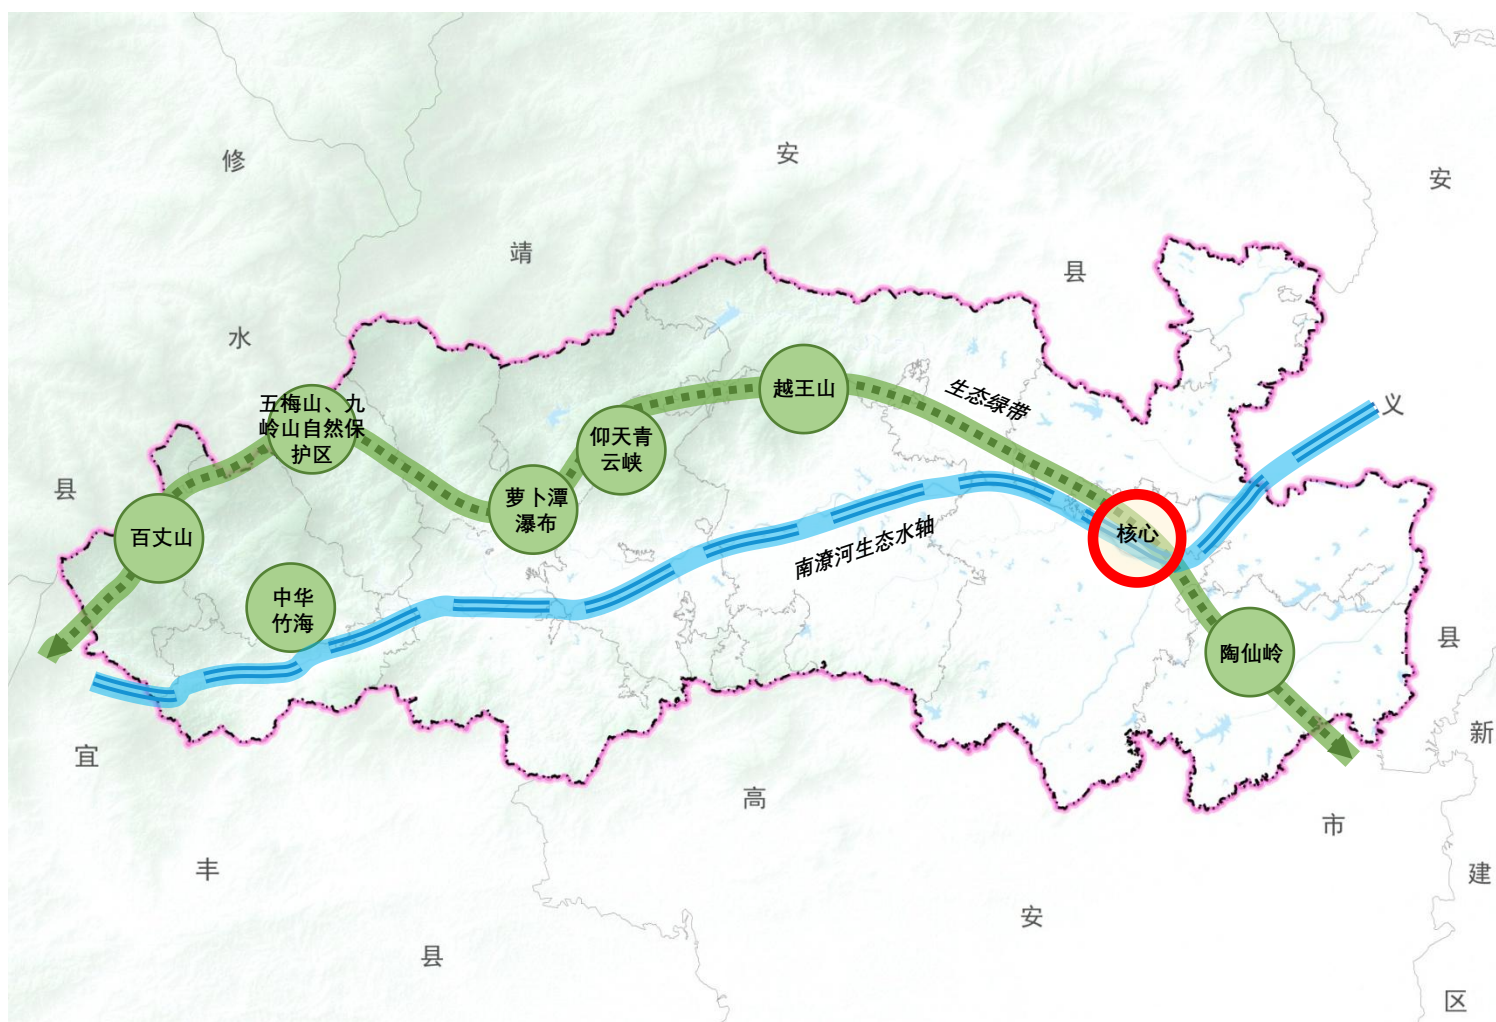 修
安
安
靖
县
水
五梅山、九
岭山自然保
护区
越王山
生态绿带
义
仰天青
云峡
县
萝卜潭
瀑布
百丈山
核心
南潦河生态水轴
中华
竹海
陶仙岭
县
宜
新
高
市
丰
建
安
县
区